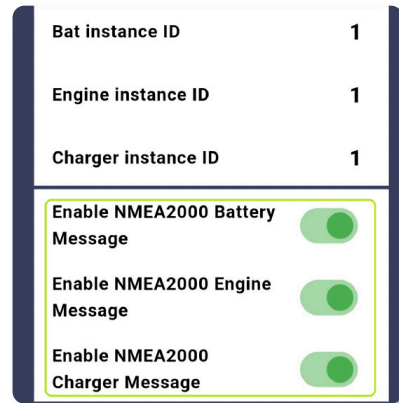 Bat instance ID 1
Engine instance ID 1
Charger instance ID 1
Enable NMEA2000 Battery
Message
Enable NMEA2000 Engine
Message
Enable NMEA2000
Charger Message